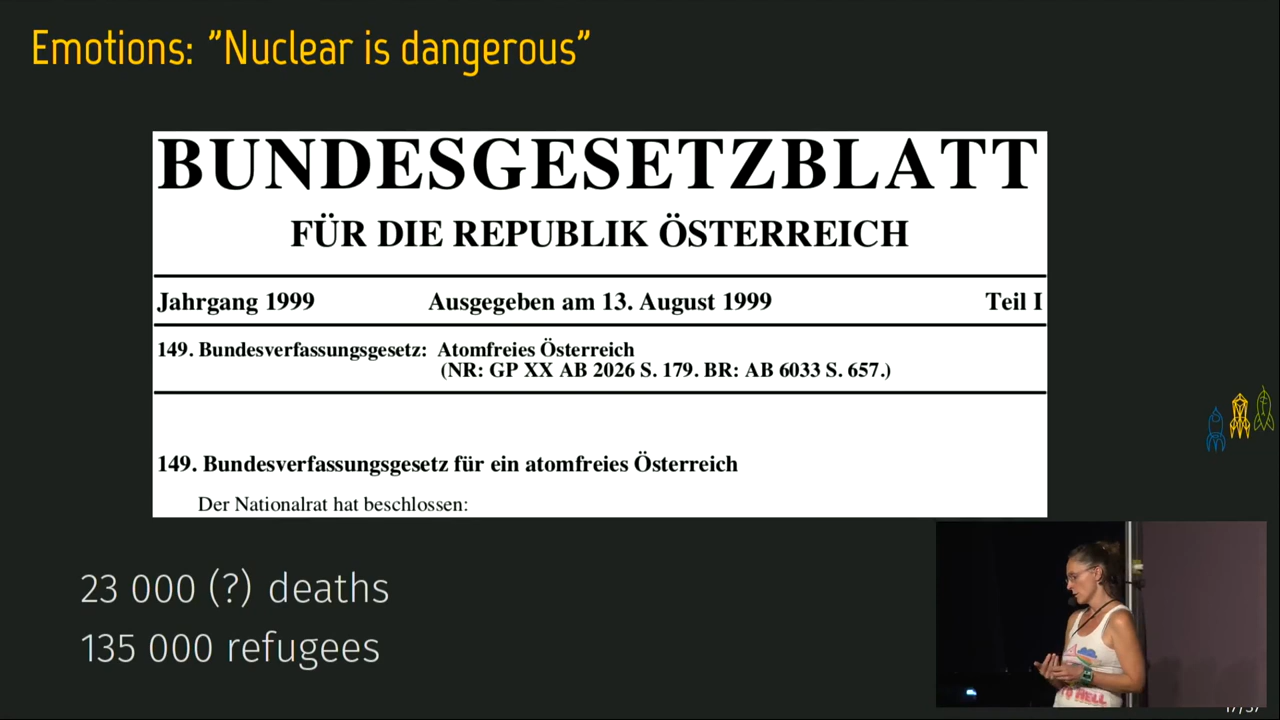 Emotions: "Nuclear is dangerous"
BUNDESGESETZBLATT
FÜR DIE REPUBLIK ÖSTERREICH
Jahrgang 1999 Ausgegeben am 13. August 1999 Teil I
149. Bundesverfassungsgesetz: Atomfreies Österreich
(NR: GP XX AB 2026 S. 179. BR: AB 6033 S. 657.)
149. Bundesverfassungsgesetz für ein atomfreies Österreich
Der Nationalrat hat beschlossen:
23 000 (?) deaths
135 000 refugees
TO HELL